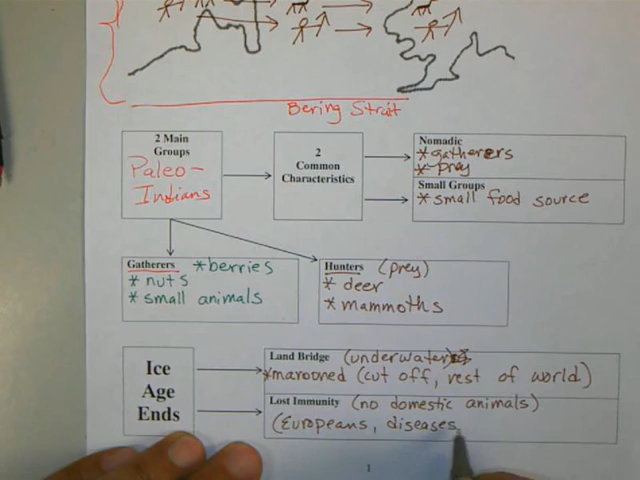 Bering Strait
2 Main
Groups
Paleo-
Indians
2
Common
Characteristics
Nomadic
* gatherers
* prey
Small Groups
* small food source
Gatherers * berries
* nuts
* small animals
Hunters (prey)
* deer
* mammoths
Ice
Age
Ends
Land Bridge (underwater)
* marooned (cut off, rest of world)
Lost Immunity (no domestic animals)
(Europeans, diseases
1